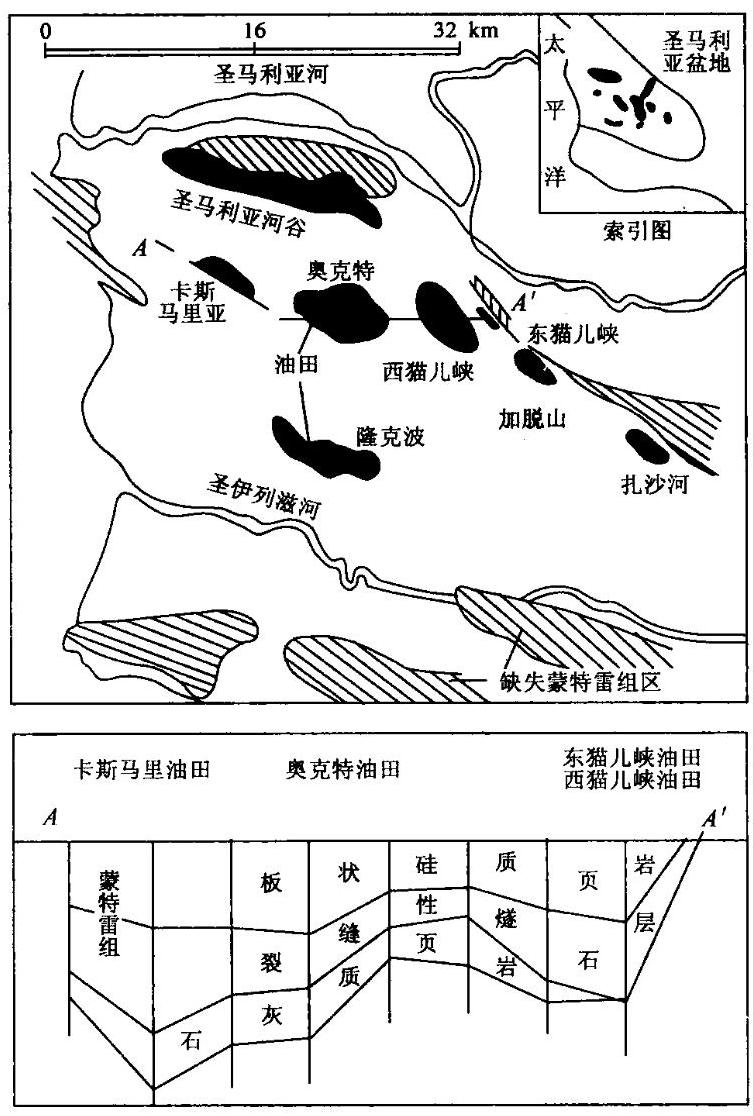 0 16 32 km
圣马利亚河
太平洋
圣马利
亚盆地
索引图
圣马利亚河谷
A
卡斯
马里亚
奥克特
A′
东猫儿峡
油田
西猫儿峡
加脱山
隆克波
扎沙河
圣伊列滋河
缺失蒙特雷组区
卡斯马里油田
奥克特油田
东猫儿峡油田
西猫儿峡油田
A
A′
蒙特雷组
板状硅质页岩层
裂缝性燧石
石灰质页岩